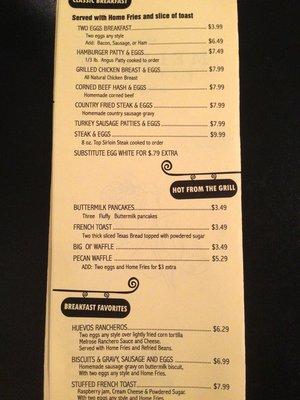 CLASSIC BREAKFAST
Served with Home Fries and slice of toast
TWO EGGS BREAKFAST $3.99
Two eggs any style
Add: Bacon, Sausage, or Ham $6.49
HAMBURGER PATTY & EGGS $7.49
1/3 lb. Angus Patty cooked to order
GRILLED CHICKEN BREAST & EGGS $7.99
All Natural Chicken Breast
CORNED BEEF HASH & EGGS $7.99
Homemade corned beef
COUNTRY FRIED STEAK & EGGS $7.99
Homemade country sausage gravy
TURKEY SAUSAGE PATTIES & EGGS $7.99
STEAK & EGGS $9.99
8 oz. Top Sirloin Steak cooked to order
SUBSTITUTE EGG WHITE FOR $.79 EXTRA
HOT FROM THE GRILL
BUTTERMILK PANCAKES $3.49
Three Fluffy Buttermilk pancakes
FRENCH TOAST $3.49
Two thick sliced Texas Bread topped with powdered sugar
BIG OL' WAFFLE $3.49
PECAN WAFFLE $5.29
ADD: Two eggs and Home Fries for $3 extra
BREAKFAST FAVORITES
HUEVOS RANCHEROS $6.29
Two eggs any style over lightly fried corn tortilla
Melrose Ranchero Sauce and Cheese.
Served with Home Fries and Refried Beans.
BISCUITS & GRAVY, SAUSAGE AND EGGS $6.99
Homemade sausage gravy on buttermilk biscuit,
With two eggs any style and Home Fries.
STUFFED FRENCH TOAST $7.99
Raspberry Jam, Cream Cheese & Powdered Sugar.
With two eggs any style and Home Fries